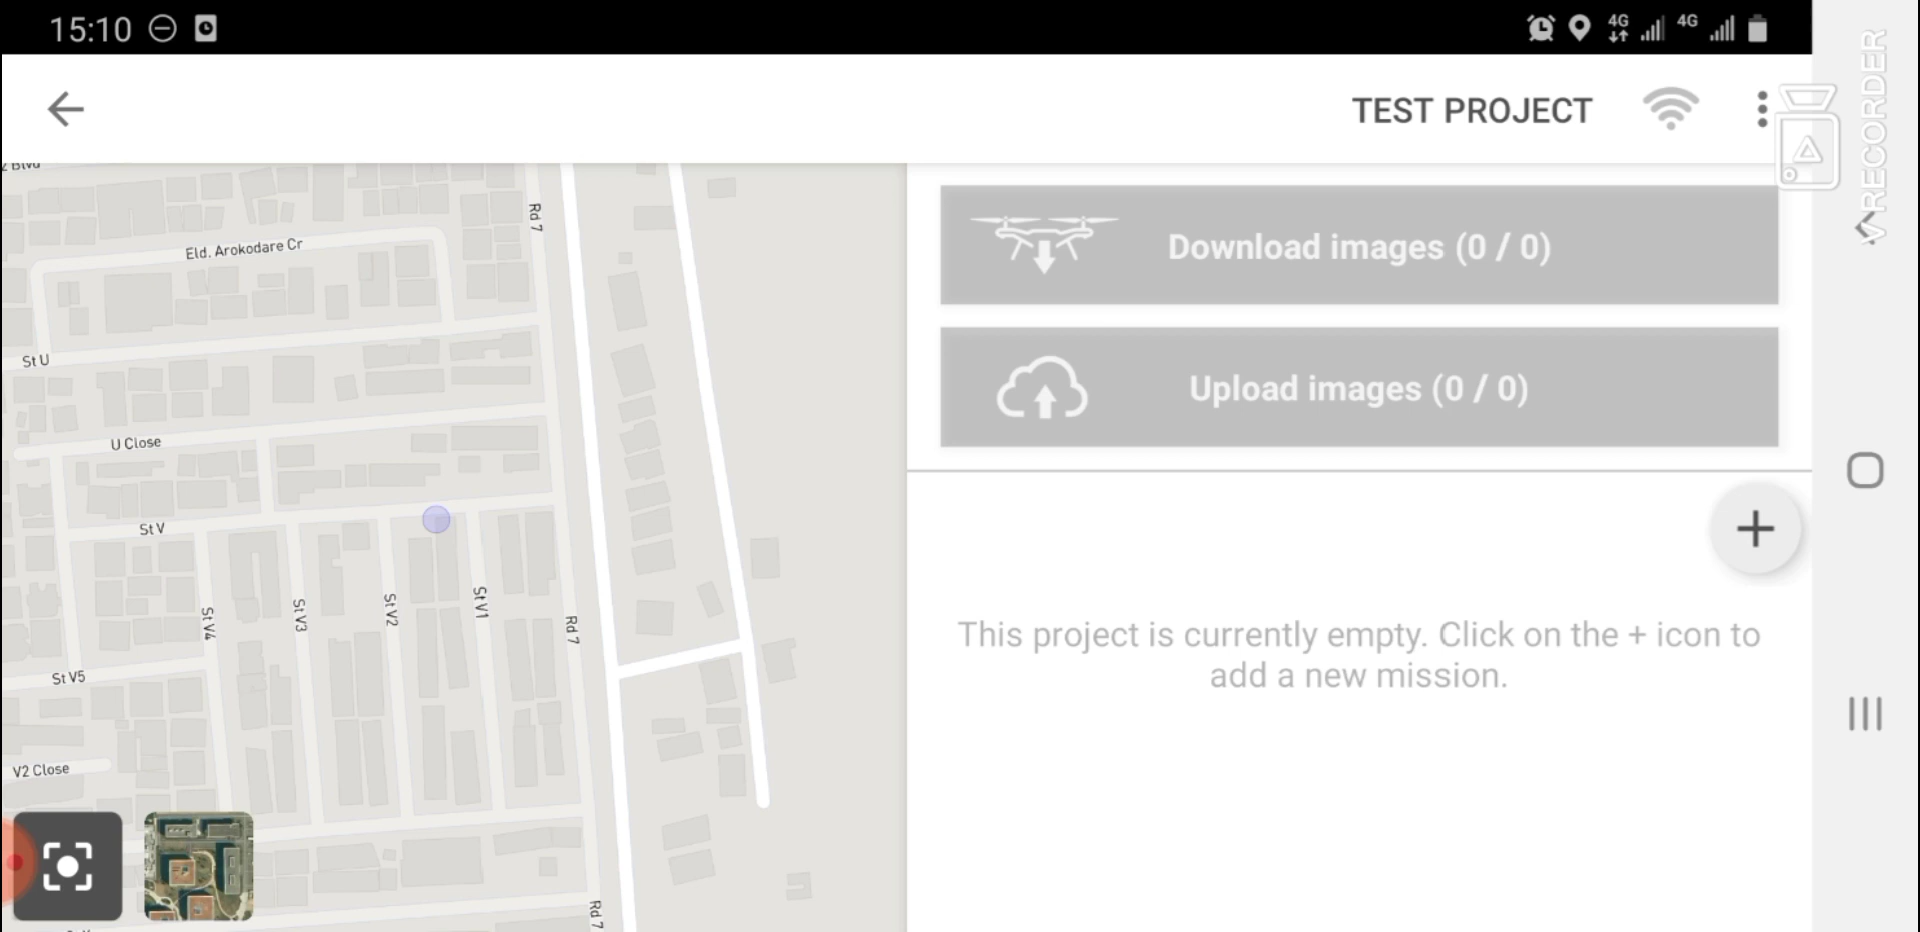 15:10
4G
4G
TEST PROJECT
V RECORDER
Rd 7
Eld. Arokodare Cr
Download images (0 / 0)
St U
Upload images (0 / 0)
U Close
St V
St V4
St V3
St V2
St V1
Rd 7
This project is currently empty. Click on the + icon to
add a new mission.
St V5
V2 Close
Rd 7